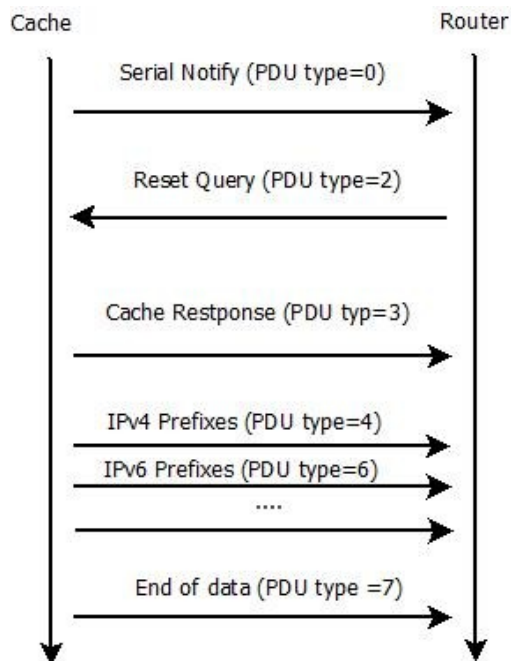 Cache
Router
Serial Notify (PDU type=0)
Reset Query (PDU type=2)
Cache Restponse (PDU typ=3)
IPv4 Prefixes (PDU type=4)
IPv6 Prefixes (PDU type=6)
....
End of data (PDU type =7)